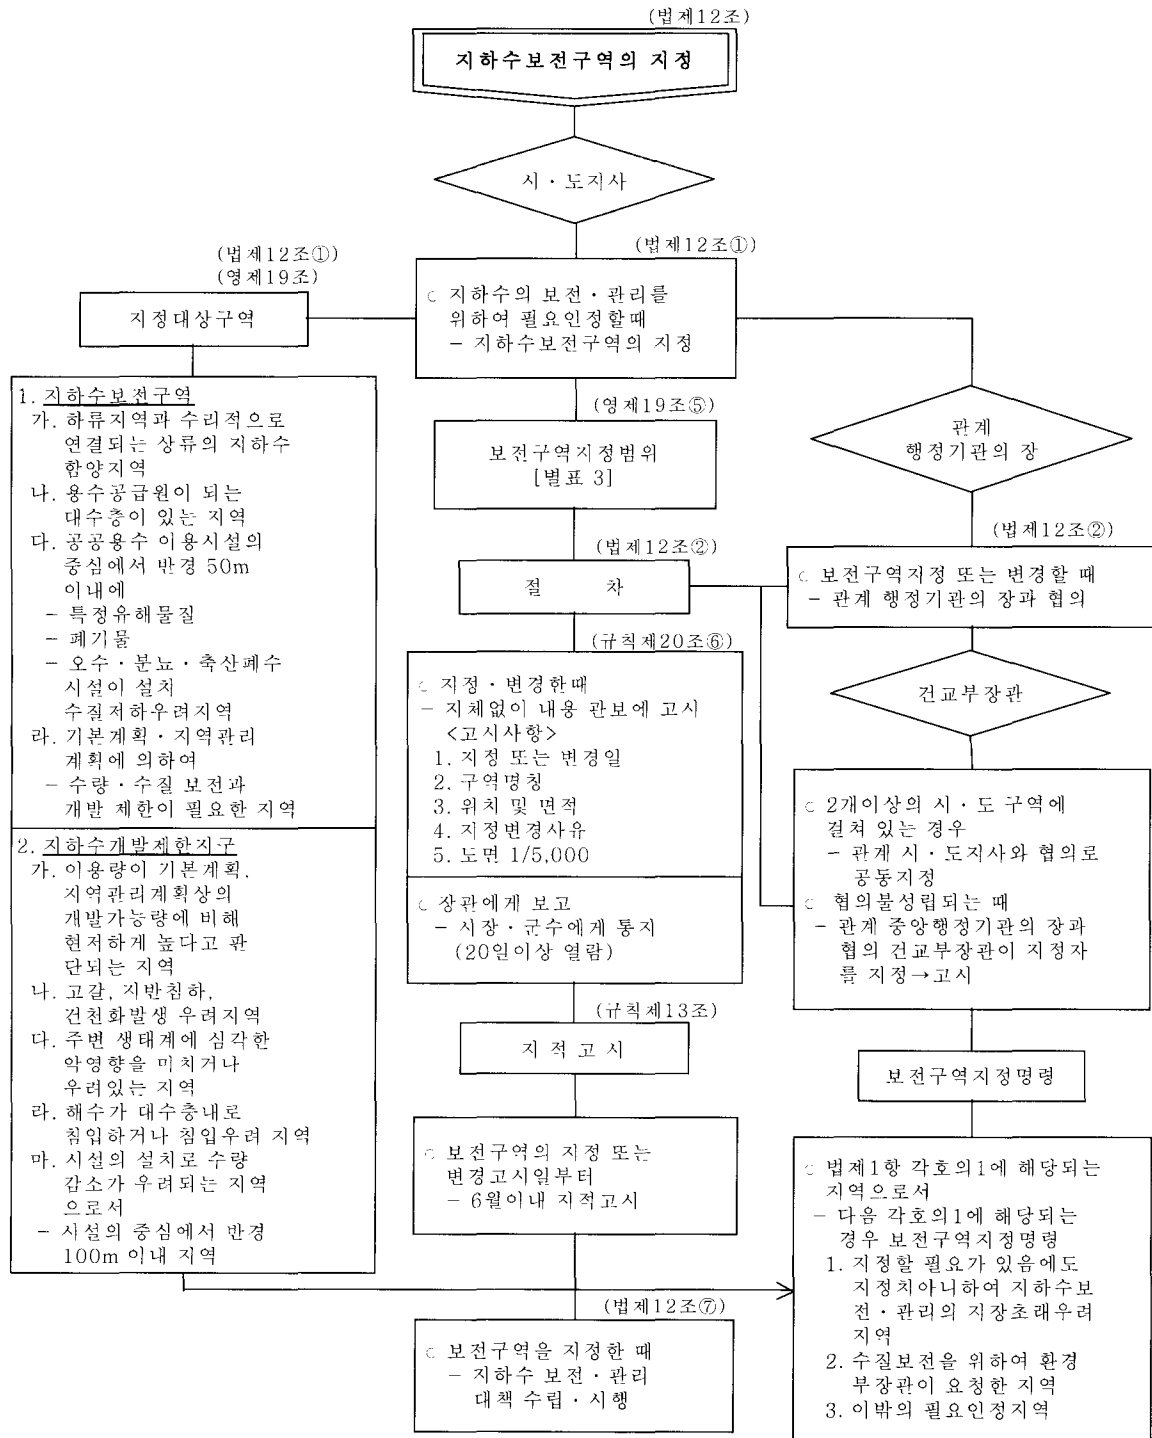 (법제12조)
지하수보전구역의 지정
시·도지사
(법제12조①)
(영제19조)
지정대상구역
(법제12조①)
○ 지하수의 보전·관리를
위하여 필요인정할때
- 지하수보전구역의 지정
1. 지하수보전구역
가. 하류지역과 수리적으로
연결되는 상류의 지하수
함양지역
나. 용수공급원이 되는
대수층이 있는 지역
다. 공공용수 이용시설의
중심에서 반경 50m
이내에
- 특정유해물질
- 폐기물
- 오수·분뇨·축산폐수
시설이 설치
수질저하우려지역
라. 기본계획·지역관리
계획에 의하여
- 수량·수질 보전과
개발 제한이 필요한 지역
2. 지하수개발제한지구
가. 이용량이 기본계획,
지역관리계획상의
개발가능량에 비해
현저하게 높다고 판
단되는 지역
나. 고갈, 지반침하,
건천화발생 우려지역
다. 주변 생태계에 심각한
악영향을 미치거나
우려있는 지역
라. 해수가 대수층내로
침입하거나 침입우려 지역
마. 시설의 설치로 수량
감소가 우려되는 지역
으로서
- 시설의 중심에서 반경
100m 이내 지역
(영제19조⑤)
보전구역지정범위
[별표 3]
(법제12조②)
절 차
(규칙제20조⑥)
○ 지정·변경한때
- 지체없이 내용 관보에 고시
<고시사항>
1. 지정 또는 변경일
2. 구역명칭
3. 위치 및 면적
4. 지정변경사유
5. 도면 1/5,000
○ 장관에게 보고
- 시장·군수에게 통지
(20일이상 열람)
(규칙제13조)
지적고시
○ 보전구역의 지정 또는
변경고시일부터
- 6월이내 지적고시
(법제12조⑦)
○ 보전구역을 지정한 때
- 지하수 보전·관리
대책 수립·시행
관계
행정기관의 장
(법제12조②)
○ 보전구역지정 또는 변경할 때
- 관계 행정기관의 장과 협의
건교부장관
○ 2개이상의 시·도 구역에
걸쳐 있는 경우
- 관계 시·도지사와 협의로
공동지정
○ 협의불성립되는 때
- 관계 중앙행정기관의 장과
협의 건교부장관이 지정자
를 지정→고시
보전구역지정명령
○ 법제1항 각호의1에 해당되는
지역으로서
- 다음 각호의1에 해당되는
경우 보전구역지정명령
1. 지정할 필요가 있음에도
지정치아니하여 지하수보
전·관리의 지장초래우려
지역
2. 수질보전을 위하여 환경
부장관이 요청한 지역
3. 이밖의 필요인정지역